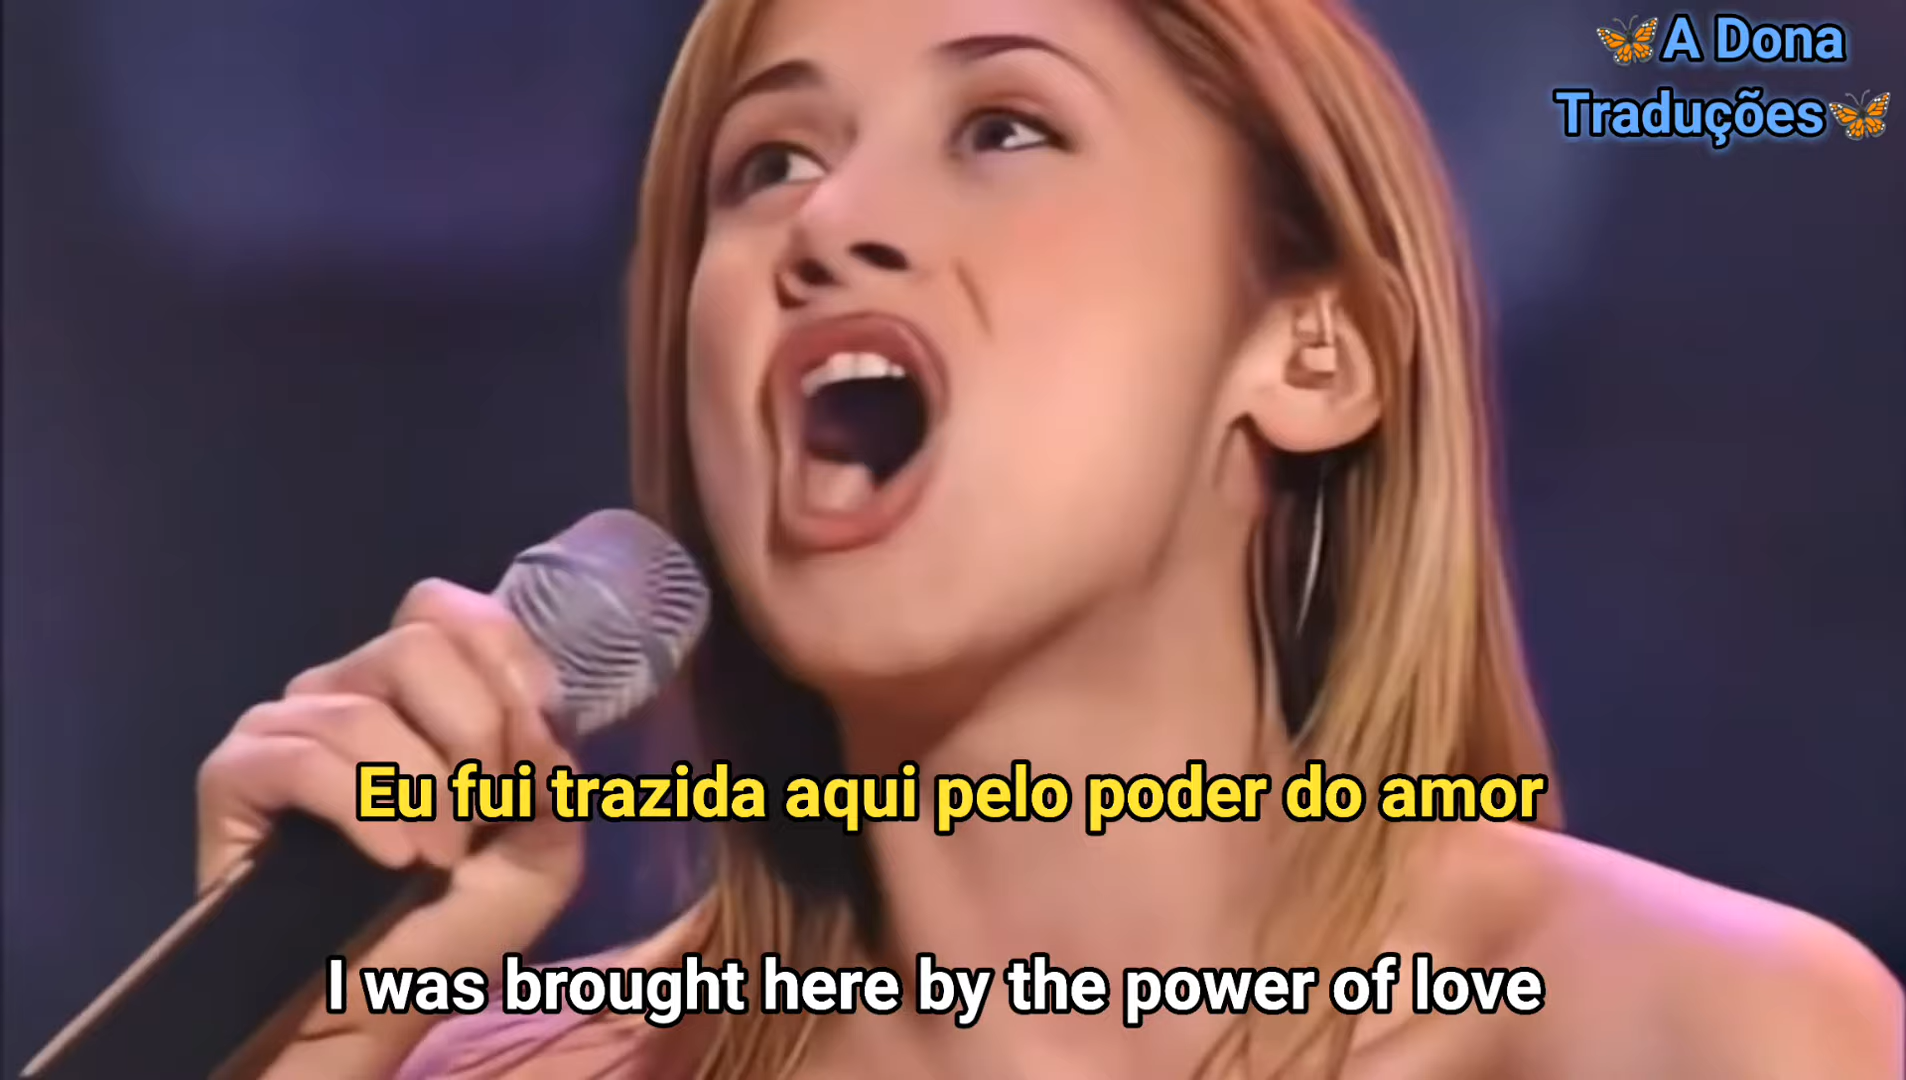 A Dona
Traduções
Eu fui trazida aqui pelo poder do amor
I was brought here by the power of love